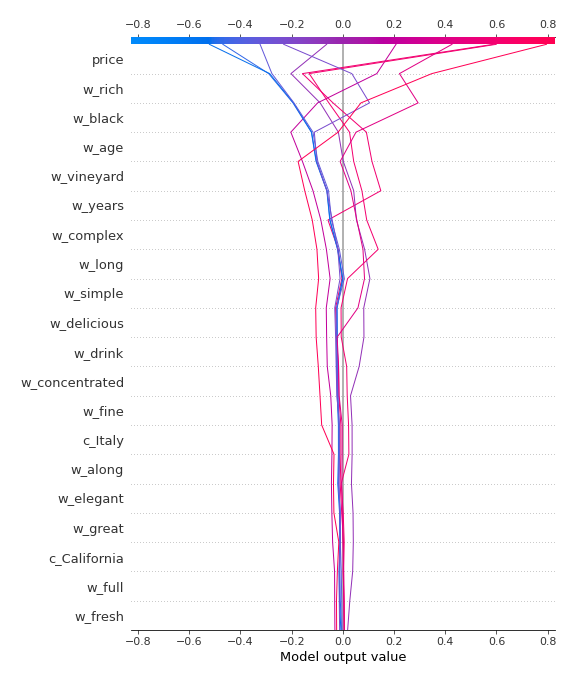 −0.8 −0.6 −0.4 −0.2 0.0 0.2 0.4 0.6 0.8
price
w_rich
w_black
w_age
w_vineyard
w_years
w_complex
w_long
w_simple
w_delicious
w_drink
w_concentrated
w_fine
c_Italy
w_along
w_elegant
w_great
c_California
w_full
w_fresh
−0.8 −0.6 −0.4 −0.2 0.0 0.2 0.4 0.6 0.8
Model output value